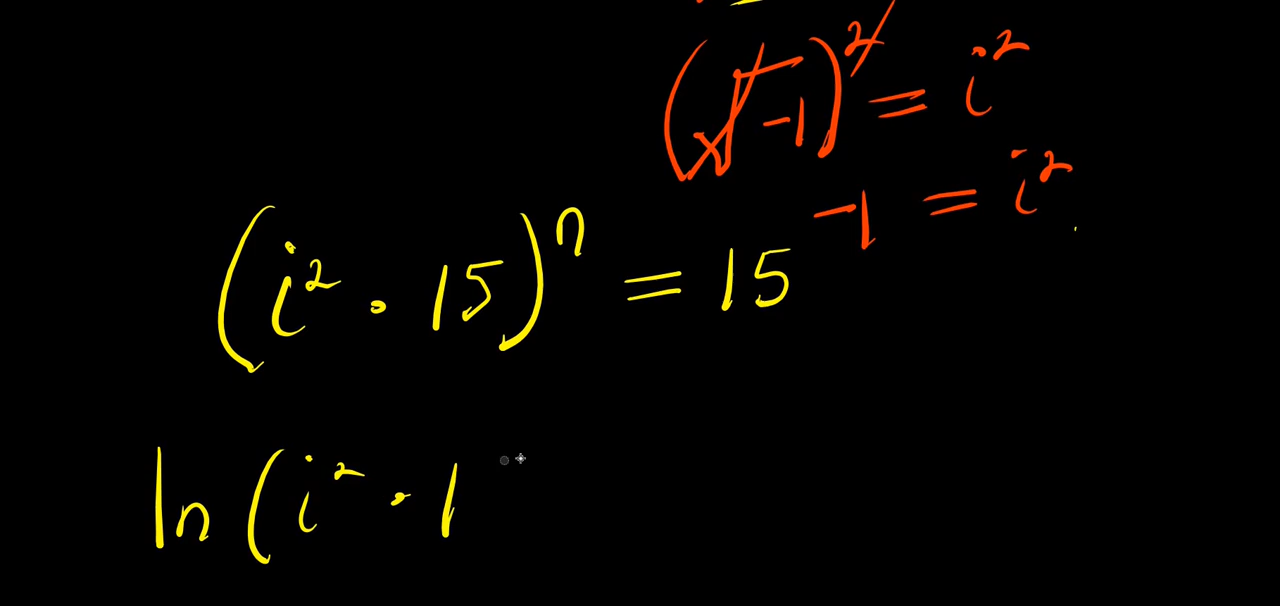 (√-1)² = i²
-1 = i²
(i² · 15)ⁿ = 15
ln(i² · 1